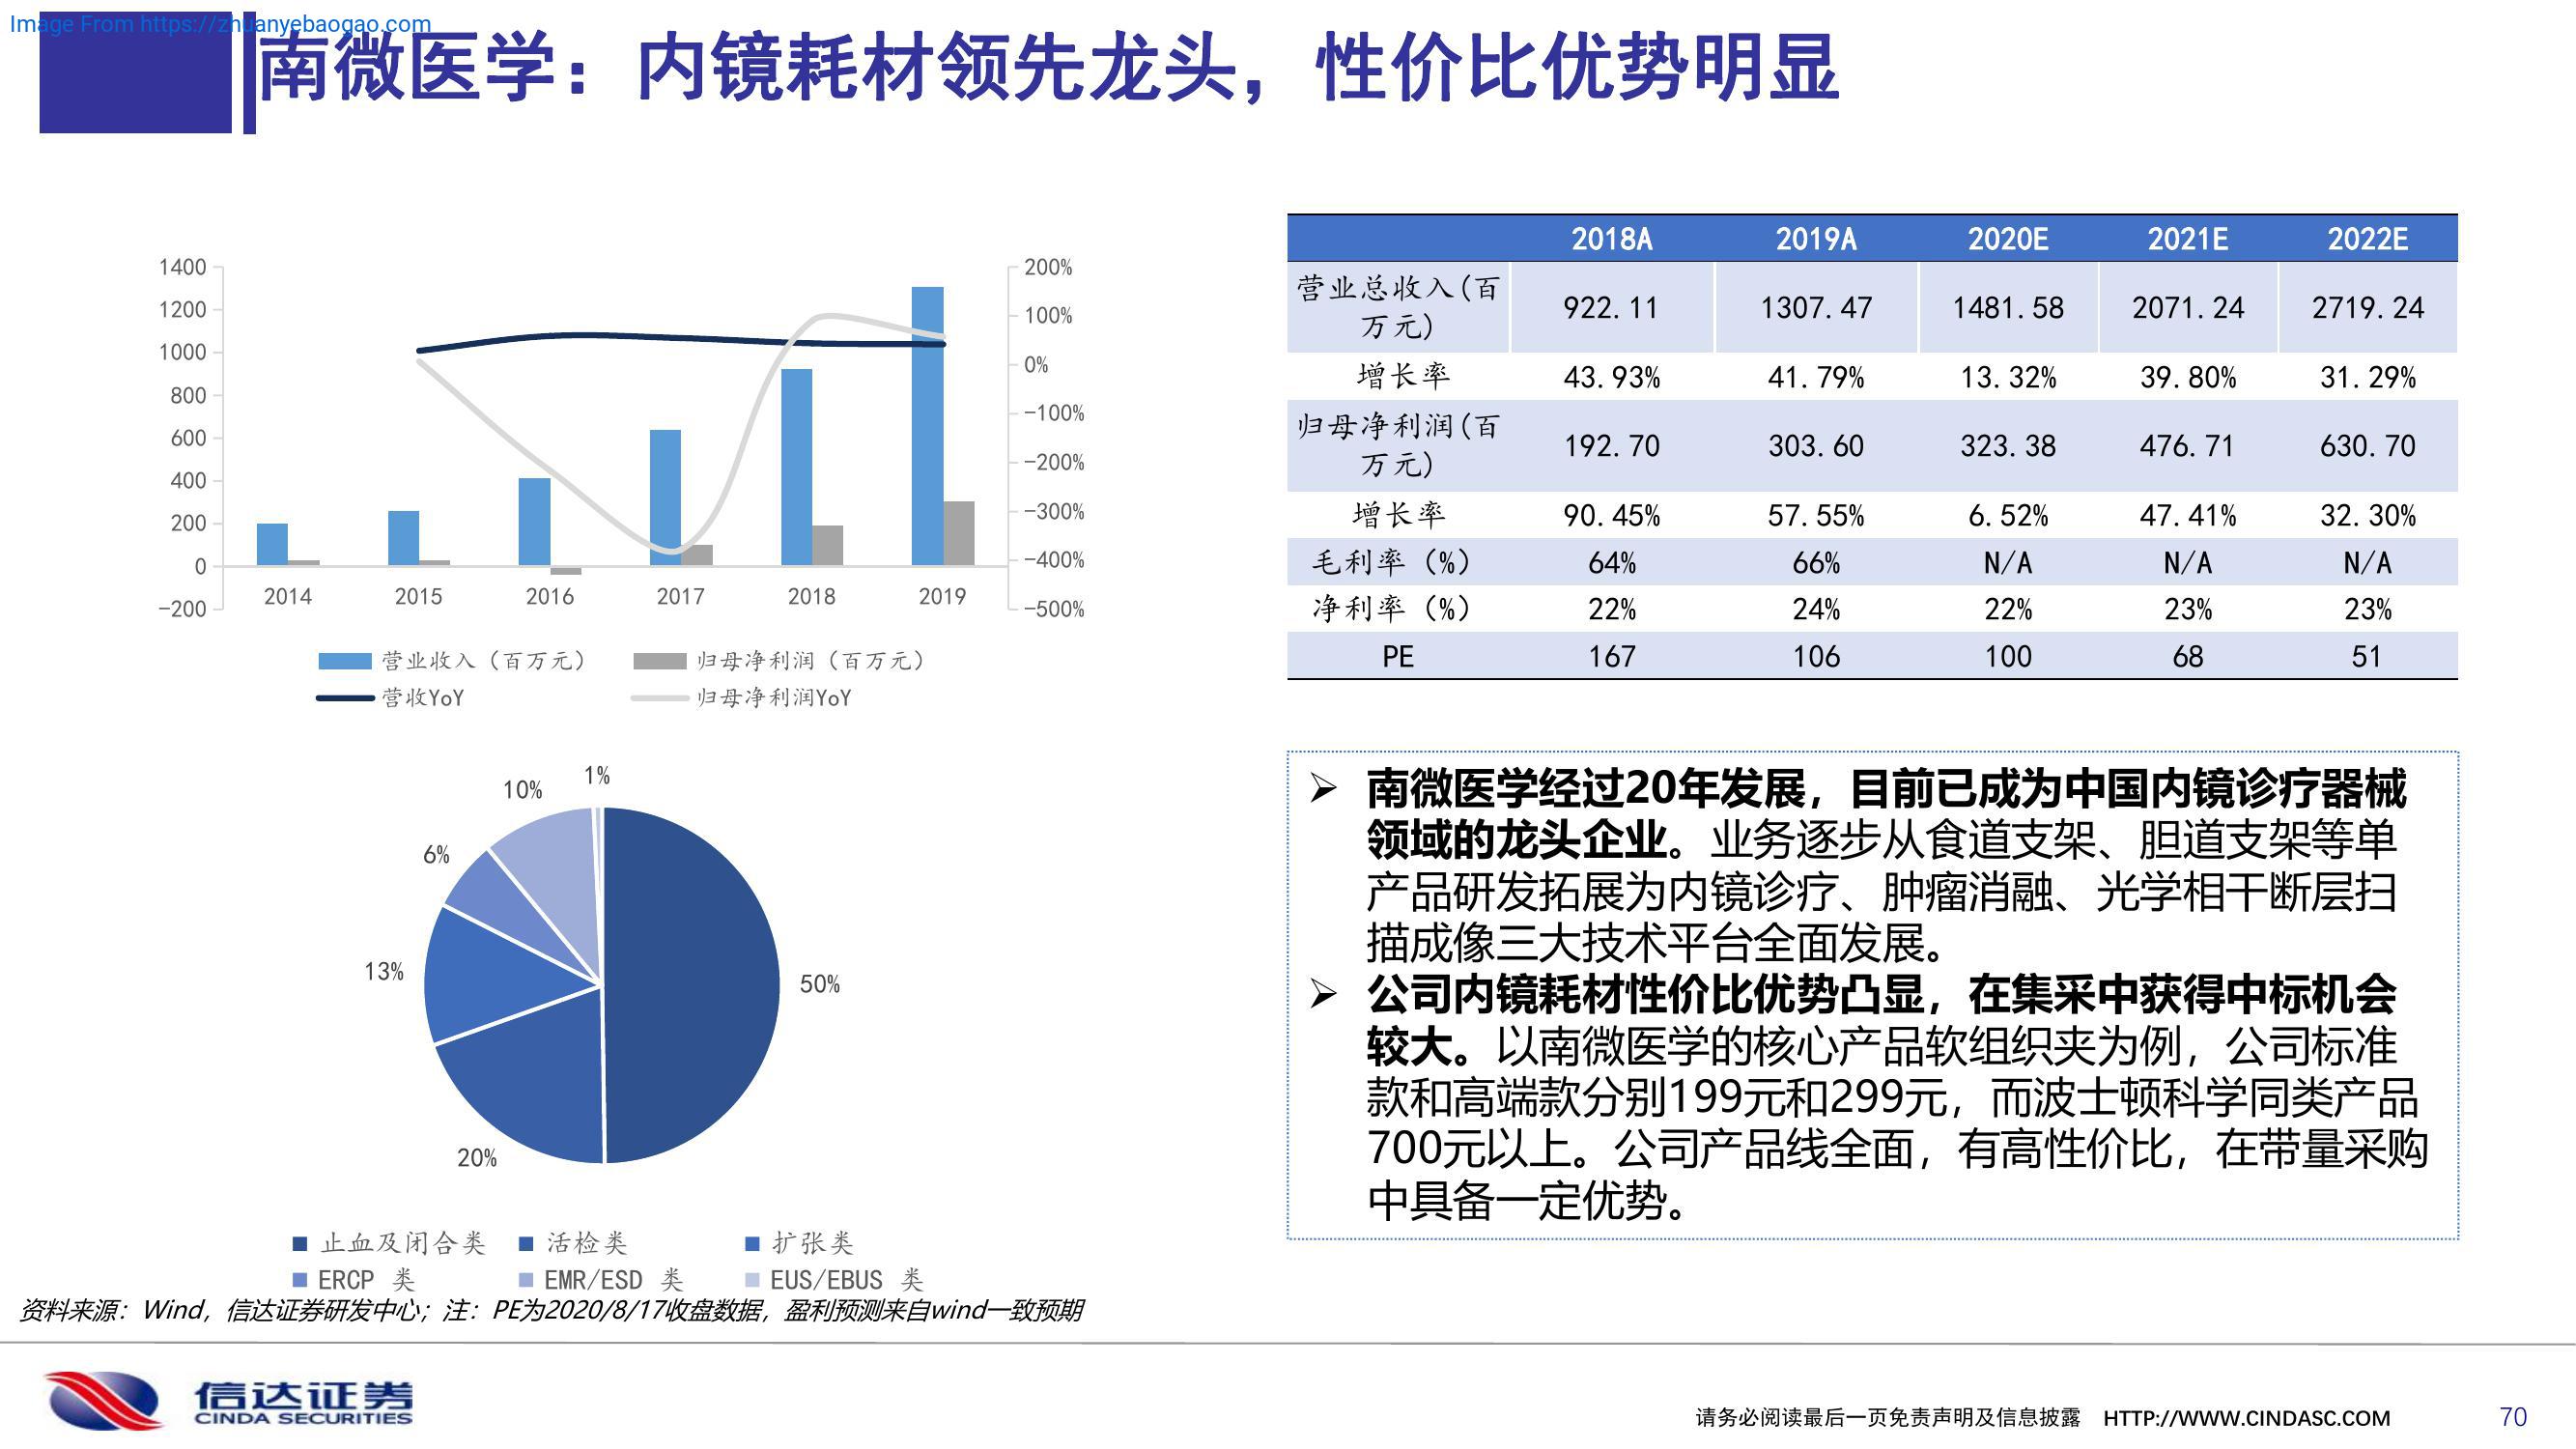 Image From https://zhuanyebaogao.com
南微医学：内镜耗材领先龙头，性价比优势明显
1400
1200
1000
800
600
400
200
0
-200
200%
100%
0%
-100%
-200%
-300%
-400%
-500%
2014 2015 2016 2017 2018 2019
营业收入（百万元） 归母净利润（百万元）
营收YoY 归母净利润YoY
2018A 2019A 2020E 2021E 2022E
营业总收入(百万元) 922.11 1307.47 1481.58 2071.24 2719.24
增长率 43.93% 41.79% 13.32% 39.80% 31.29%
归母净利润(百万元) 192.70 303.60 323.38 476.71 630.70
增长率 90.45% 57.55% 6.52% 47.41% 32.30%
毛利率（%） 64% 66% N/A N/A N/A
净利率（%） 22% 24% 22% 23% 23%
PE 167 106 100 68 51
1%
10%
6%
13%
50%
20%
止血及闭合类 活检类 扩张类
ERCP 类 EMR/ESD 类 EUS/EBUS 类
➢ 南微医学经过20年发展，目前已成为中国内镜诊疗器械
领域的龙头企业。业务逐步从食道支架、胆道支架等单
产品研发拓展为内镜诊疗、肿瘤消融、光学相干断层扫
描成像三大技术平台全面发展。
➢ 公司内镜耗材性价比优势凸显，在集采中获得中标机会
较大。以南微医学的核心产品软组织夹为例，公司标准
款和高端款分别199元和299元，而波士顿科学同类产品
700元以上。公司产品线全面，有高性价比，在带量采购
中具备一定优势。
资料来源：Wind，信达证券研发中心；注：PE为2020/8/17收盘数据，盈利预测来自wind一致预期
信达证券
CINDA SECURITIES
请务必阅读最后一页免责声明及信息披露 HTTP://WWW.CINDASC.COM 70